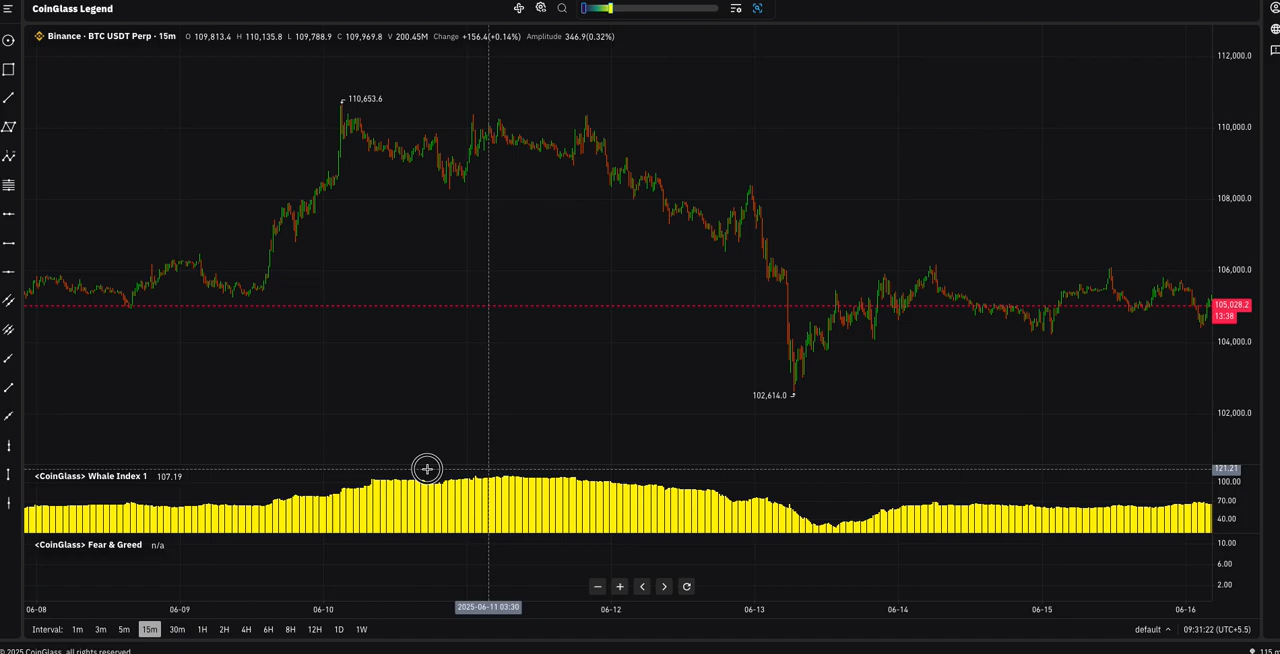 CoinGlass Legend
Binance · BTC USDT Perp · 15m O 109,813.4 H 110,135.8 L 109,788.9 C 109,969.8 V 200.45M Change +156.4(+0.14%) Amplitude 346.9(0.32%)
112,000.0
110,653.6
110,000.0
108,000.0
106,000.0
105,028.2
13:38
104,000.0
102,614.0
102,000.0
121.21
<CoinGlass> Whale Index 1 107.19
100.00
70.00
40.00
<CoinGlass> Fear & Greed n/a
10.00
6.00
2.00
06-08 06-09 06-10 2025-06-11 03:30 06-12 06-13 06-14 06-15 06-16
Interval: 1m 3m 5m 15m 30m 1H 2H 4H 6H 8H 12H 1D 1W default 09:31:22 (UTC+5.5)
2025 CoinGlass, all rights reserved 115 m